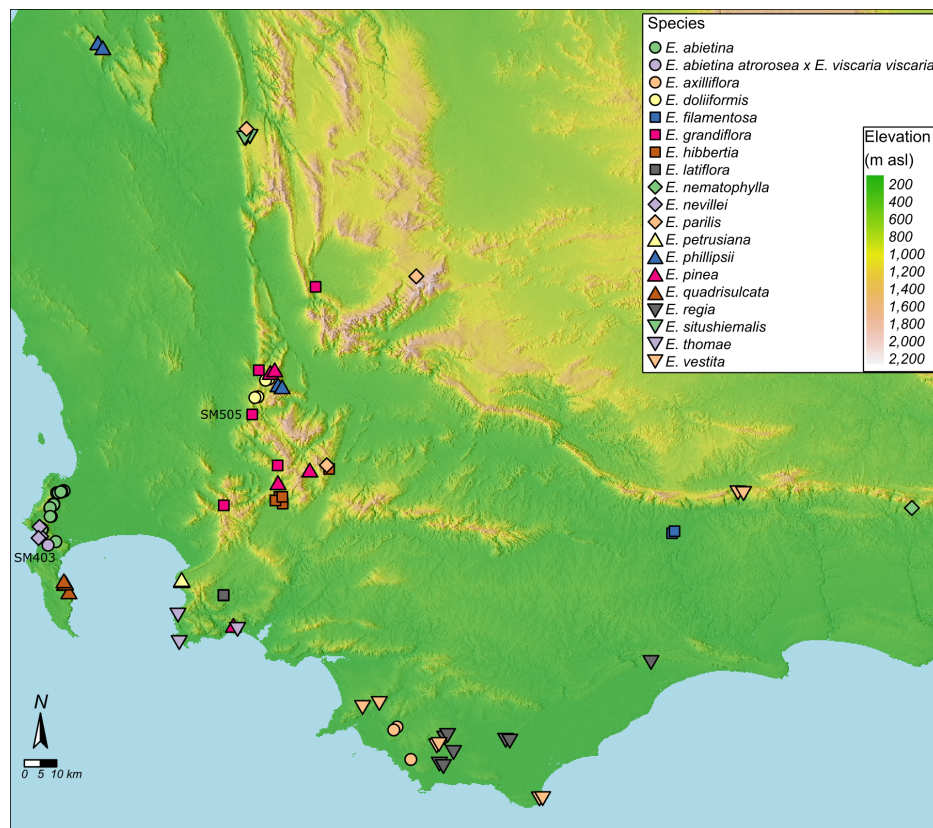 Species
E. abietina
E. abietina atrorosea x E. viscaria viscaria
E. axilliflora
E. doliiformis
E. filamentosa
E. grandiflora
E. hibbertia
E. latiflora
E. nematophylla
E. nevillei
E. parilis
E. petrusiana
E. phillipsii
E. pinea
E. quadrisulcata
E. regia
E. situshiemalis
E. thomae
E. vestita
Elevation
(m asl)
200
400
600
800
1,000
1,200
1,400
1,600
1,800
2,000
2,200
SM505
SM403
N
0 5 10 km